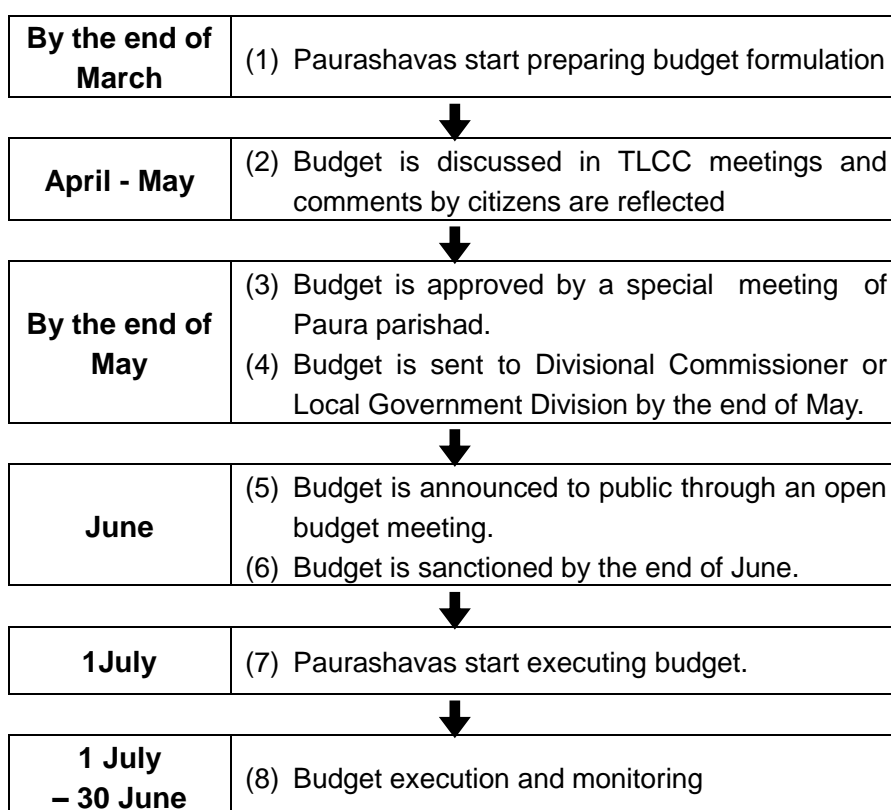 By the end of
March
(1) Paurashavas start preparing budget formulation
April - May
(2) Budget is discussed in TLCC meetings and
comments by citizens are reflected
By the end of
May
(3) Budget is approved by a special meeting of
Paura parishad.
(4) Budget is sent to Divisional Commissioner or
Local Government Division by the end of May.
June
(5) Budget is announced to public through an open
budget meeting.
(6) Budget is sanctioned by the end of June.
1July
(7) Paurashavas start executing budget.
1 July
– 30 June
(8) Budget execution and monitoring